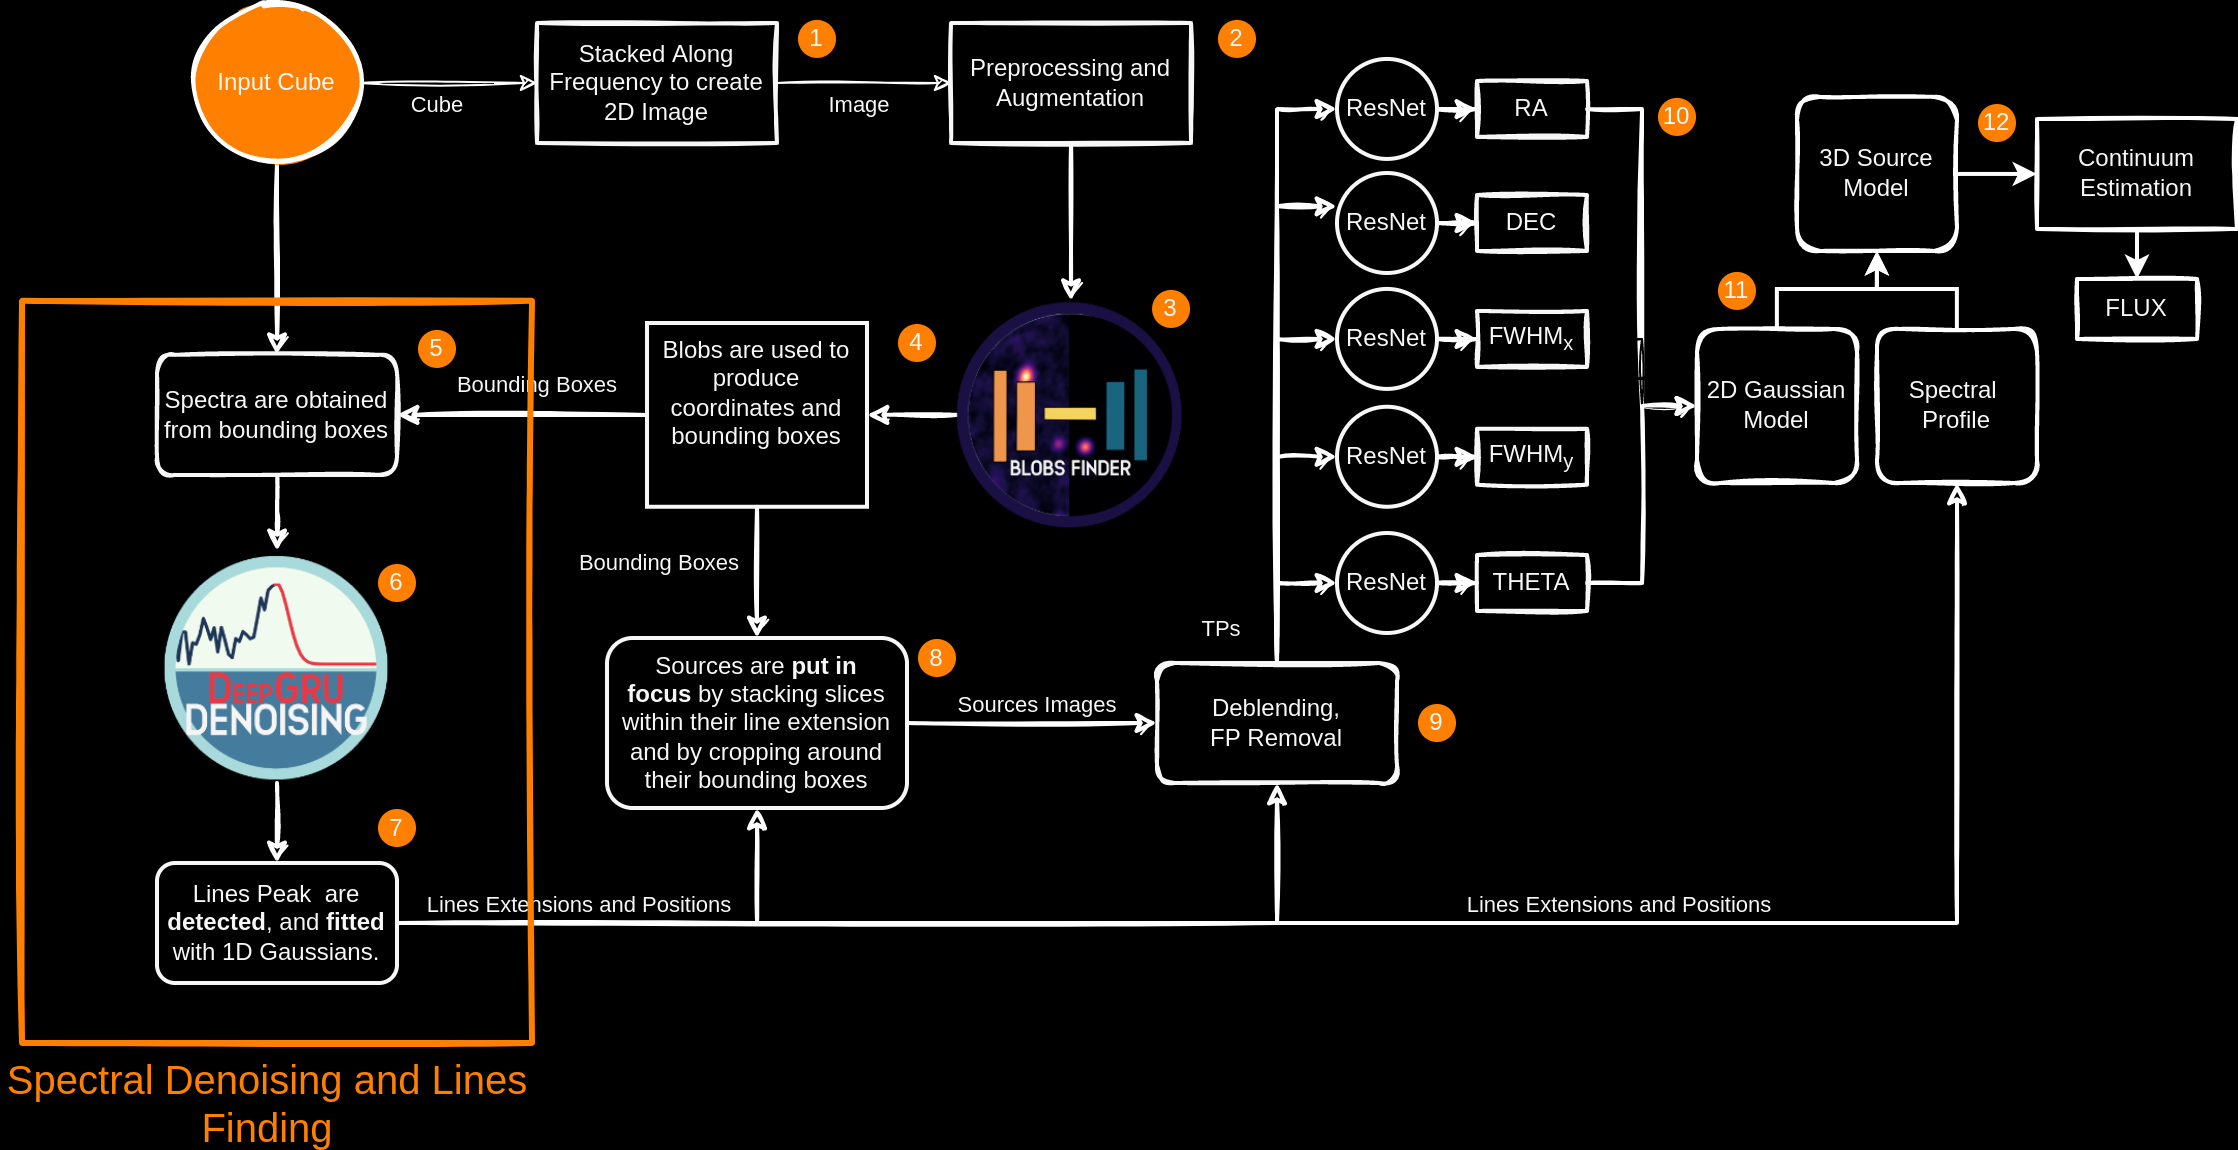 Input Cube
Cube
Stacked Along
Frequency to create
2D Image
1
Image
Preprocessing and
Augmentation
2
3
BLOBS FINDER
4
Blobs are used to
produce
coordinates and
bounding boxes
Bounding Boxes
5
Spectra are obtained
from bounding boxes
6
DEEPGRU
DENOISING
7
Lines Peak  are
detected, and fitted
with 1D Gaussians.
Spectral Denoising and Lines
Finding
Lines Extensions and Positions
Bounding Boxes
8
Sources are put in
focus by stacking slices
within their line extension
and by cropping around
their bounding boxes
Sources Images
TPs
Deblending,
FP Removal
9
Lines Extensions and Positions
ResNet
RA
ResNet
DEC
ResNet
FWHMx
ResNet
FWHMy
ResNet
THETA
10
11
2D Gaussian
Model
Spectral
Profile
3D Source
Model
12
Continuum
Estimation
FLUX